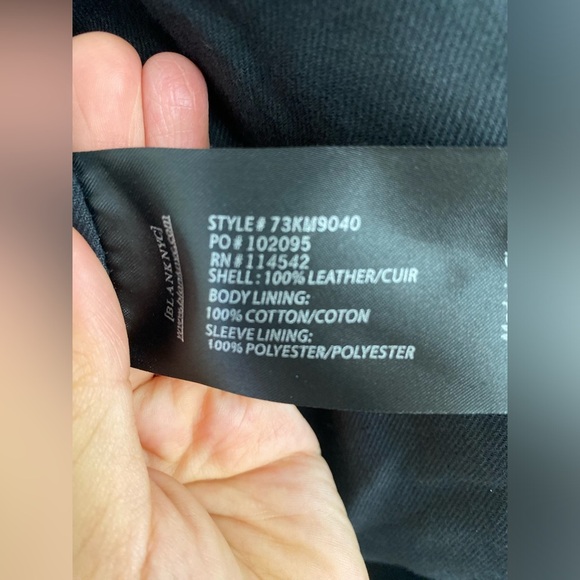 STYLE# 73KM9040
PO# 102095
RN# 114542
SHELL: 100% LEATHER/CUIR
BODY LINING:
100% COTTON/COTON
SLEEVE LINING:
100% POLYESTER/POLYESTER
[BLANKNYC]